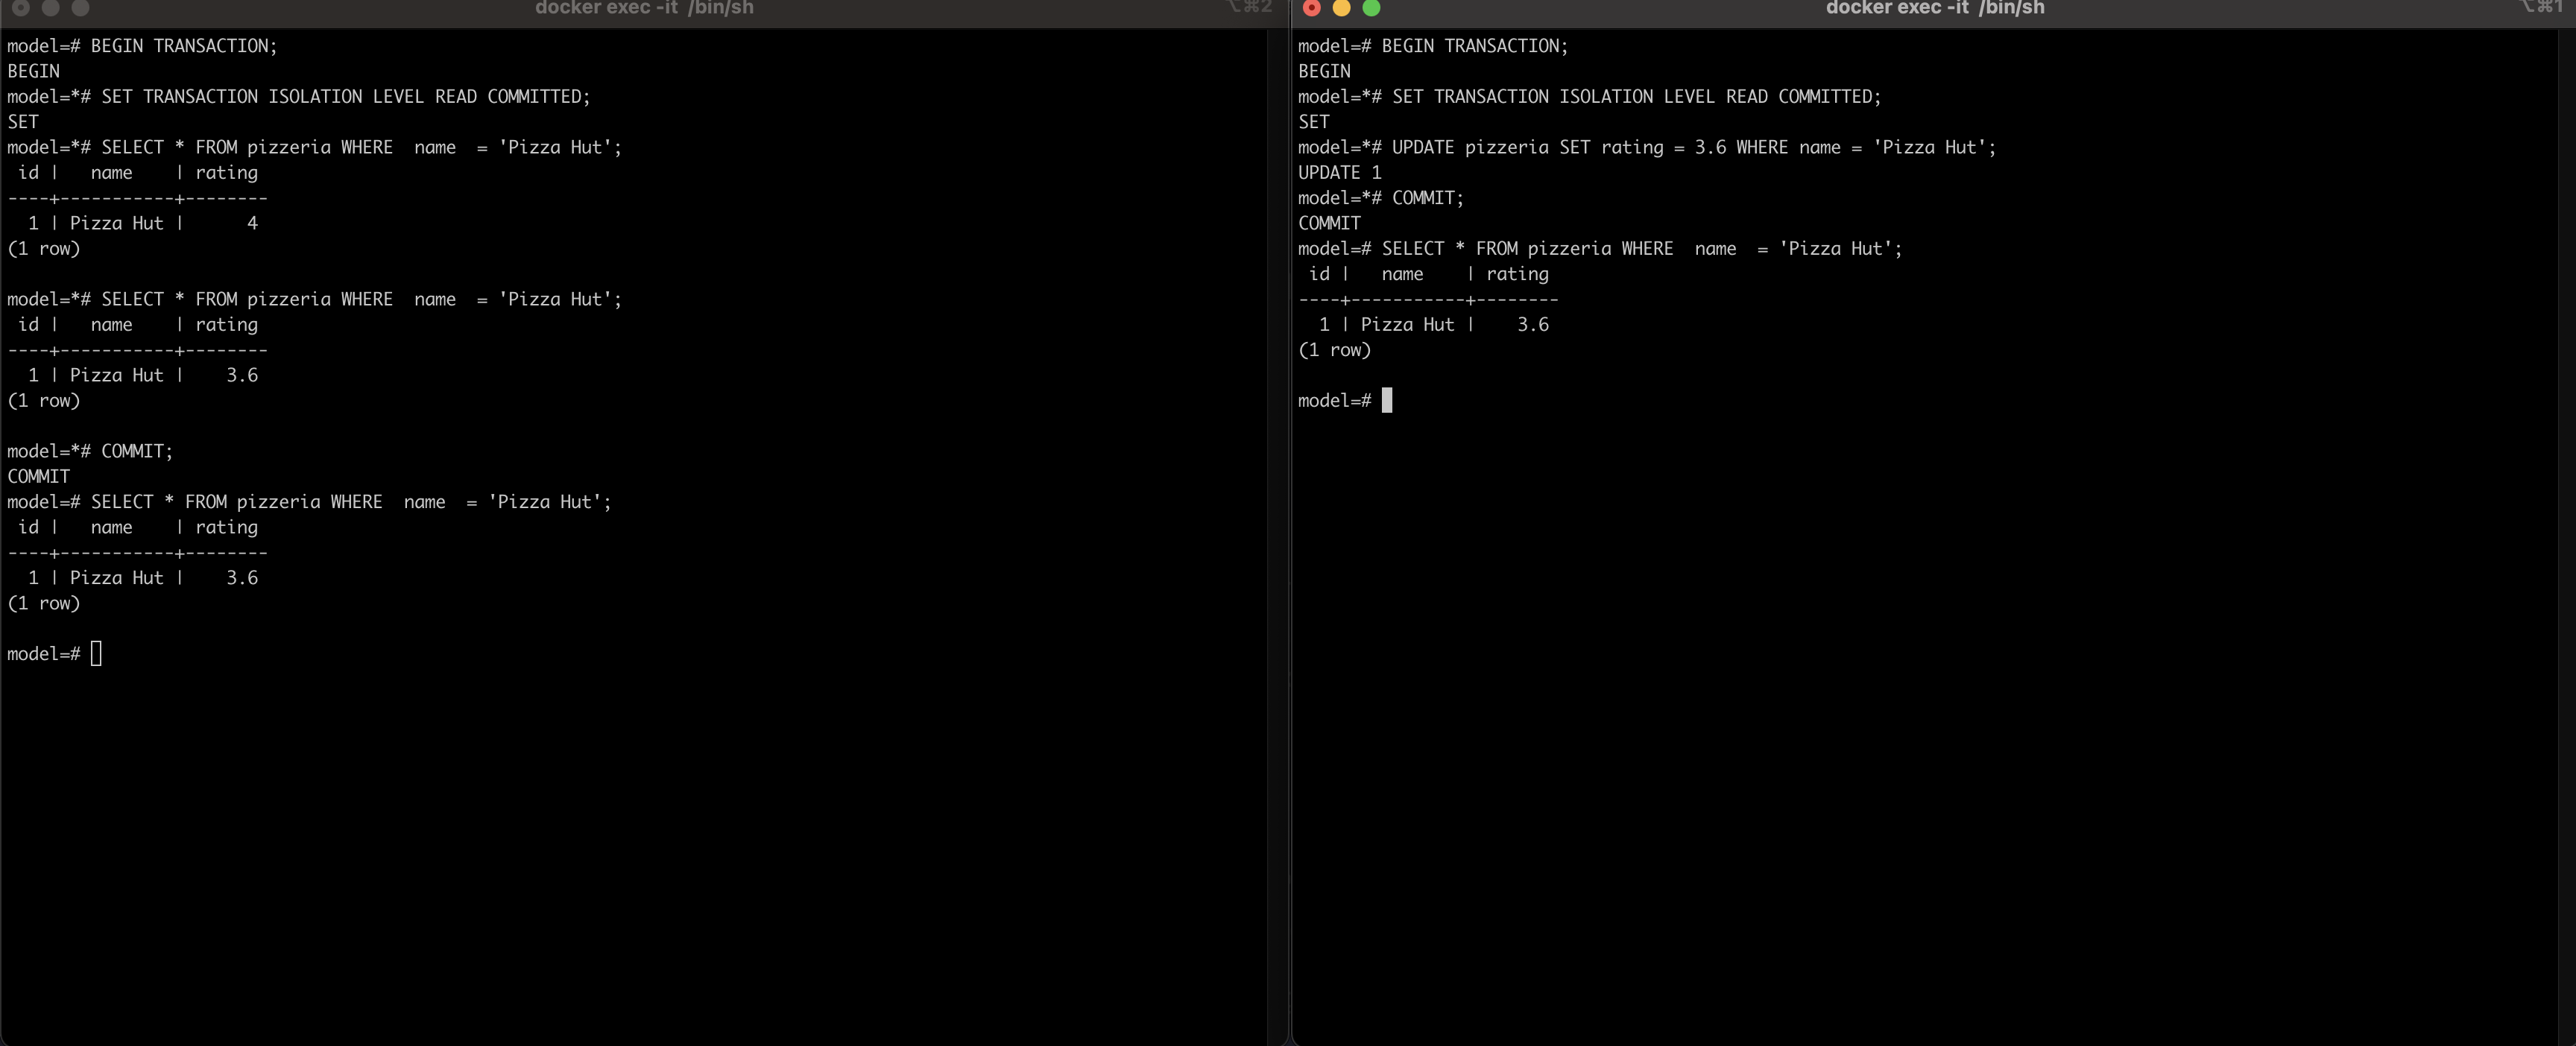 docker exec -it /bin/sh
⌥⌘2
model=# BEGIN TRANSACTION;
BEGIN
model=*# SET TRANSACTION ISOLATION LEVEL READ COMMITTED;
SET
model=*# SELECT * FROM pizzeria WHERE  name  = 'Pizza Hut';
 id |   name    | rating
----+-----------+--------
  1 | Pizza Hut |      4
(1 row)
model=*# SELECT * FROM pizzeria WHERE  name  = 'Pizza Hut';
 id |   name    | rating
----+-----------+--------
  1 | Pizza Hut |    3.6
(1 row)
model=*# COMMIT;
COMMIT
model=# SELECT * FROM pizzeria WHERE  name  = 'Pizza Hut';
 id |   name    | rating
----+-----------+--------
  1 | Pizza Hut |    3.6
(1 row)
model=#
docker exec -it /bin/sh
⌥⌘1
model=# BEGIN TRANSACTION;
BEGIN
model=*# SET TRANSACTION ISOLATION LEVEL READ COMMITTED;
SET
model=*# UPDATE pizzeria SET rating = 3.6 WHERE name = 'Pizza Hut';
UPDATE 1
model=*# COMMIT;
COMMIT
model=# SELECT * FROM pizzeria WHERE  name  = 'Pizza Hut';
 id |   name    | rating
----+-----------+--------
  1 | Pizza Hut |    3.6
(1 row)
model=#